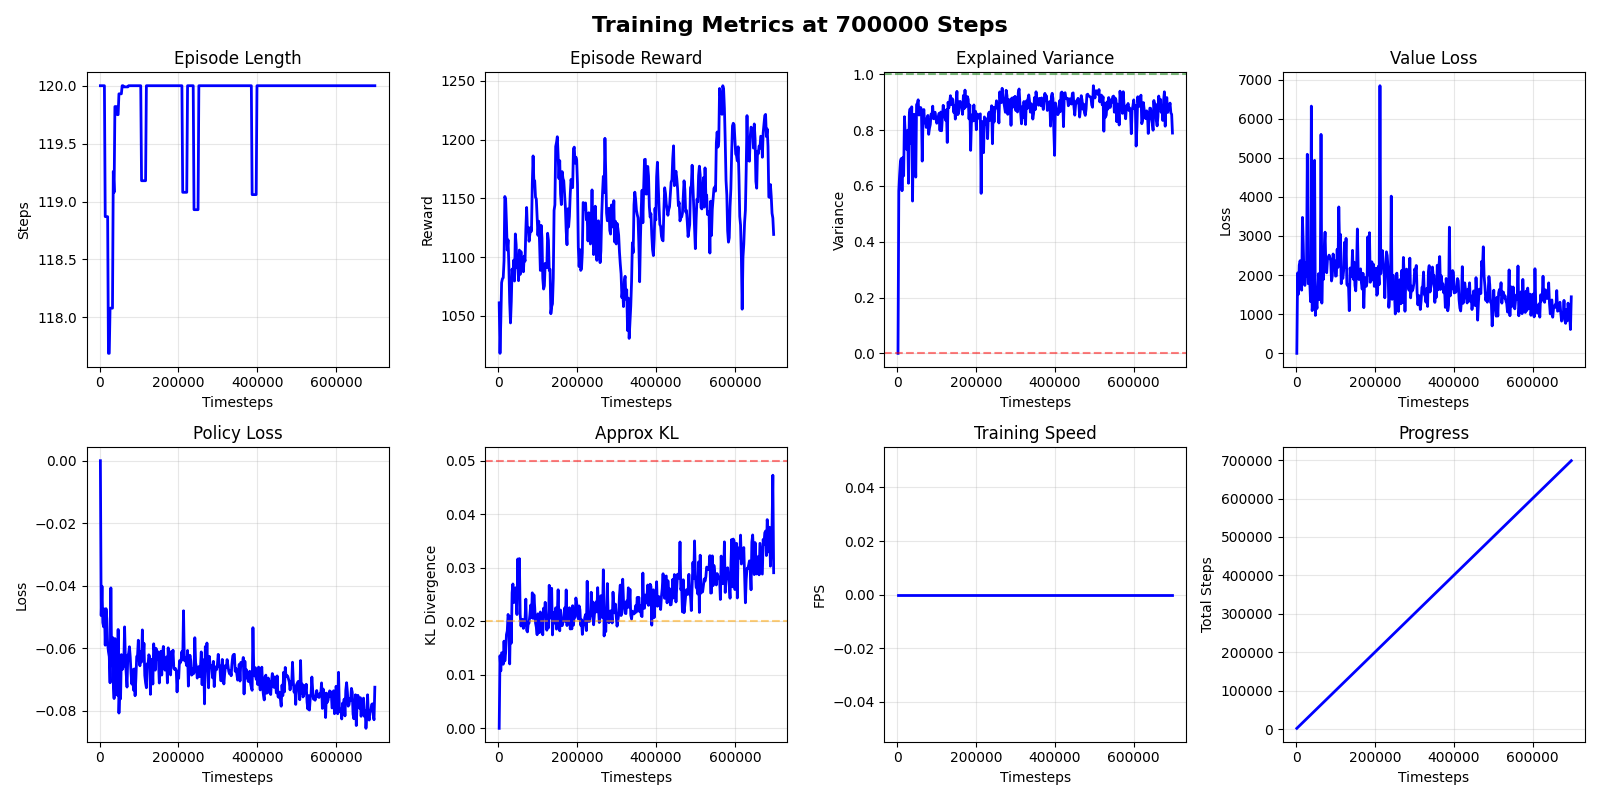 Training Metrics at 700000 Steps
Episode Length
120.0
119.5
119.0
118.5
118.0
Steps
0 200000 400000 600000
Timesteps
Episode Reward
1250
1200
1150
1100
1050
Reward
0 200000 400000 600000
Timesteps
Explained Variance
1.0
0.8
0.6
0.4
0.2
0.0
Variance
0 200000 400000 600000
Timesteps
Value Loss
7000
6000
5000
4000
3000
2000
1000
0
Loss
0 200000 400000 600000
Timesteps
Policy Loss
0.00
−0.02
−0.04
−0.06
−0.08
Loss
0 200000 400000 600000
Timesteps
Approx KL
0.05
0.04
0.03
0.02
0.01
0.00
KL Divergence
0 200000 400000 600000
Timesteps
Training Speed
0.04
0.02
0.00
−0.02
−0.04
FPS
0 200000 400000 600000
Timesteps
Progress
700000
600000
500000
400000
300000
200000
100000
0
Total Steps
0 200000 400000 600000
Timesteps